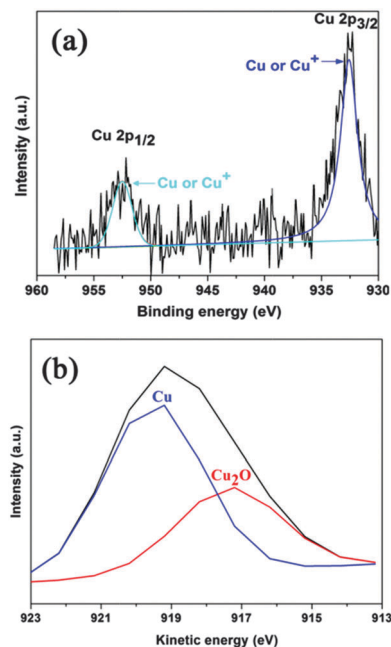 (a)
Cu 2p3/2
Cu or Cu+
Cu 2p1/2
Cu or Cu+
Intensity (a.u.)
960 955 950 945 940 935 930
Binding energy (eV)
(b)
Cu
Cu2O
Intensity (a.u.)
923 921 919 917 915 913
Kinetic energy (eV)